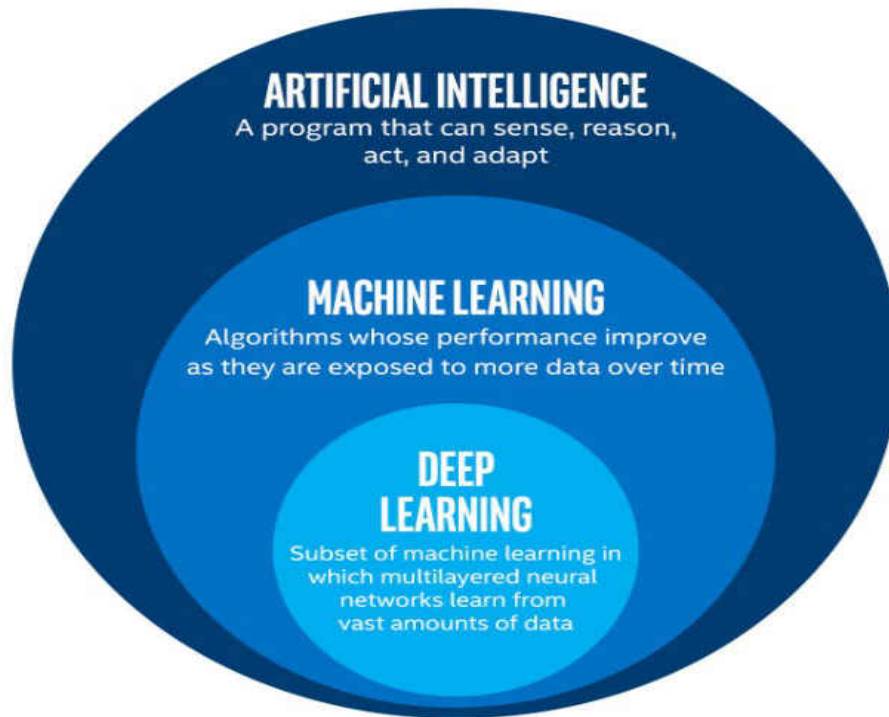 ARTIFICIAL INTELLIGENCE
A program that can sense, reason,
act, and adapt
MACHINE LEARNING
Algorithms whose performance improve
as they are exposed to more data over time
DEEP
LEARNING
Subset of machine learning in
which multilayered neural
networks learn from
vast amounts of data